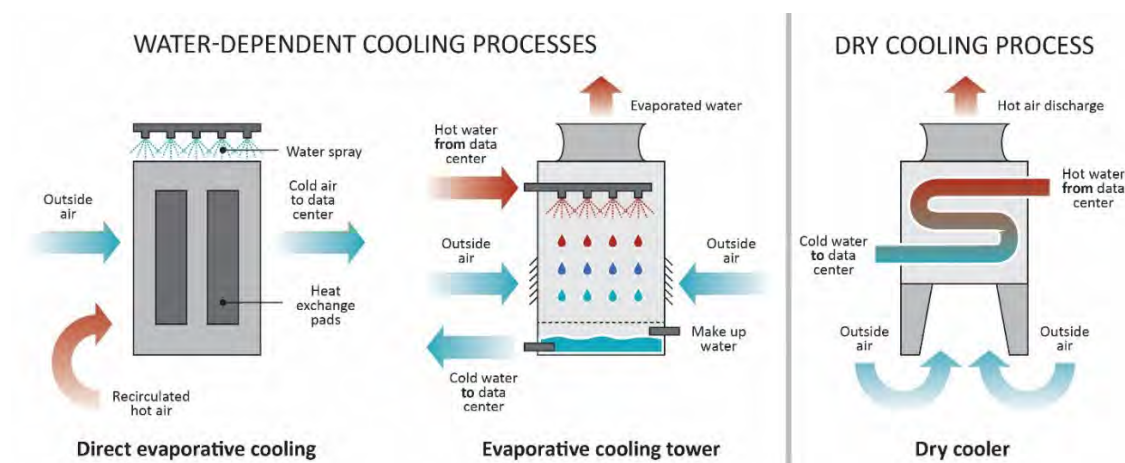 WATER-DEPENDENT COOLING PROCESSES
Water spray
Outside
air
Cold air
to data
center
Heat
exchange
pads
Recirculated
hot air
Direct evaporative cooling
Evaporated water
Hot water
from data
center
Outside
air
Outside
air
Make up
water
Cold water
to data
center
Evaporative cooling tower
DRY COOLING PROCESS
Hot air discharge
Hot water
from data
center
Cold water
to data
center
Outside
air
Outside
air
Dry cooler